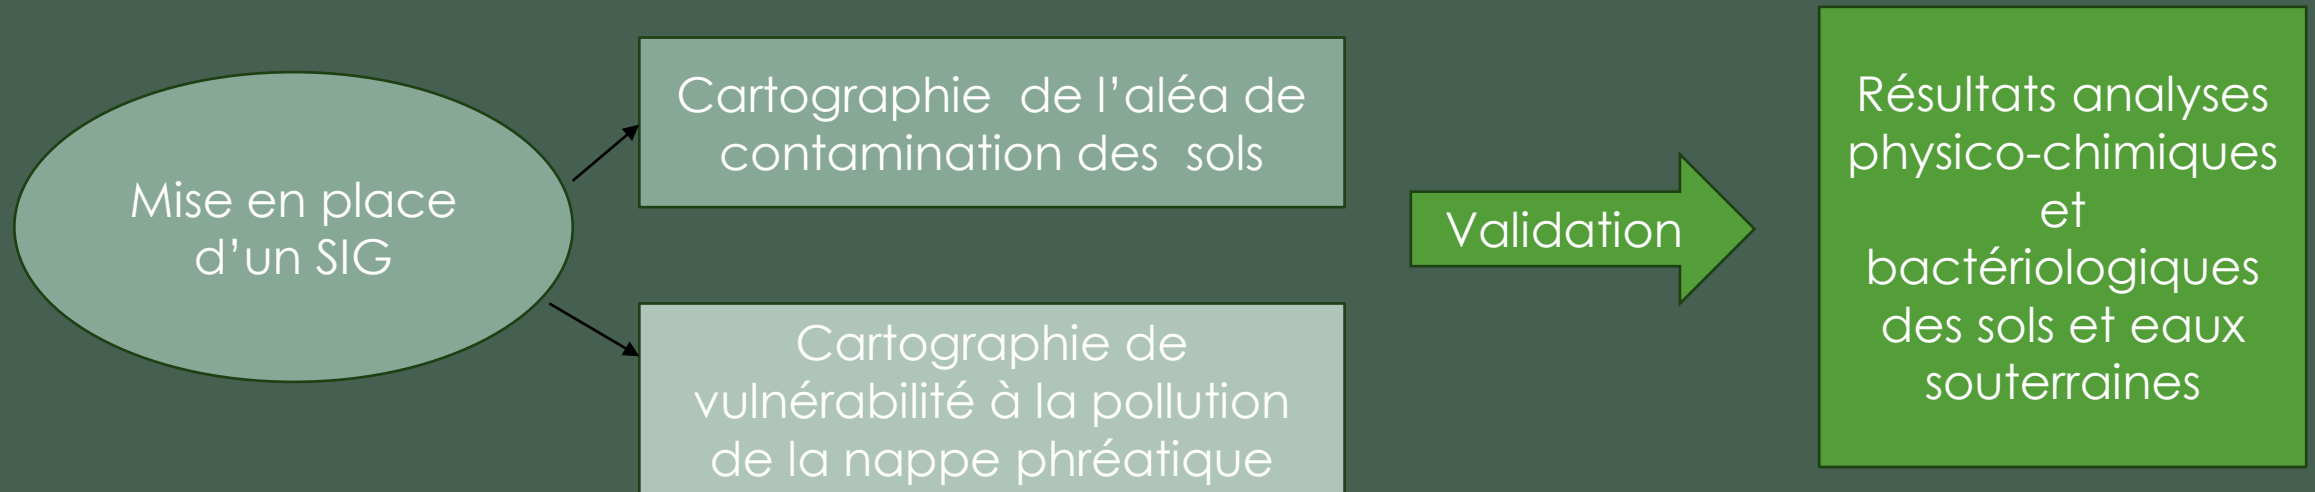 Mise en place
d'un SIG
Cartographie de l'aléa de
contamination des sols
Cartographie de
vulnérabilité à la pollution
de la nappe phréatique
Validation
Résultats analyses
physico-chimiques
et
bactériologiques
des sols et eaux
souterraines